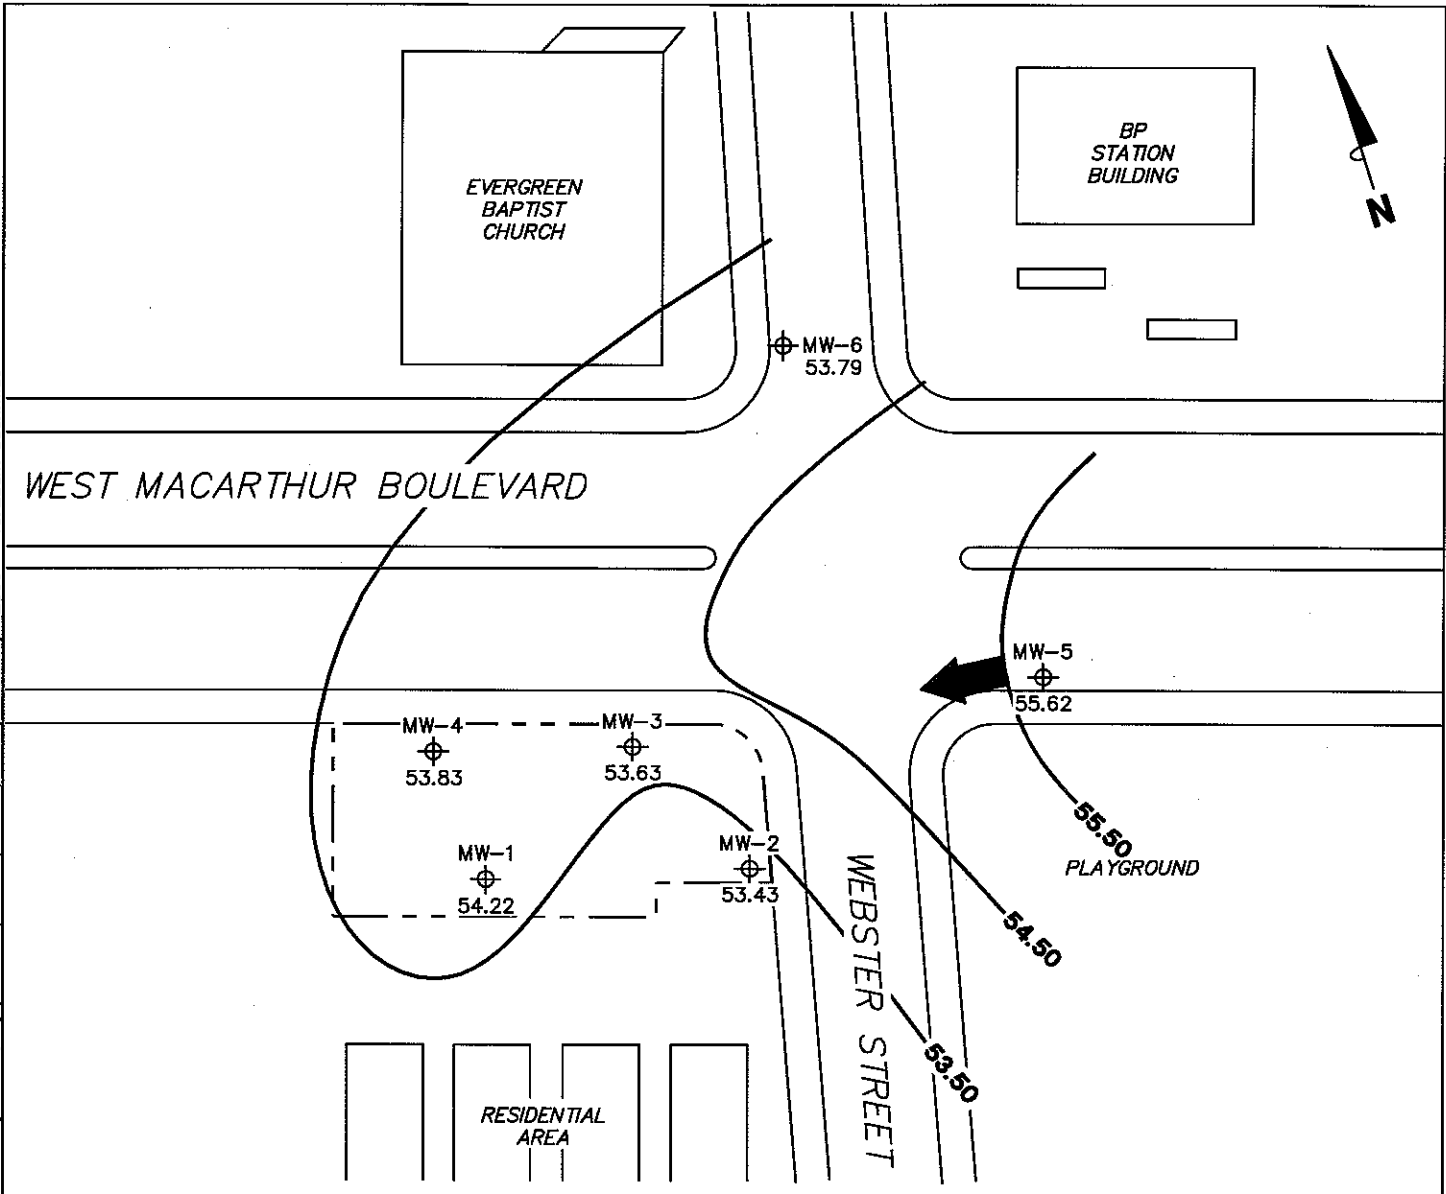 EVERGREEN
BAPTIST
CHURCH
BP
STATION
BUILDING
N
MW-6
53.79
WEST MACARTHUR BOULEVARD
MW-5
55.62
MW-4
53.83
MW-3
53.63
MW-1
54.22
MW-2
53.43
55.50
PLAYGROUND
54.50
WEBSTER STREET
53.50
RESIDENTIAL
AREA